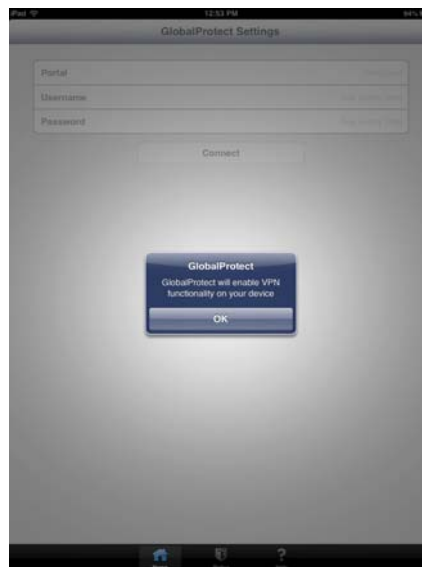 iPad
12:53 PM
94%
GlobalProtect Settings
Portal
Username
Password
Connect
GlobalProtect
GlobalProtect will enable VPN
functionality on your device
OK
?